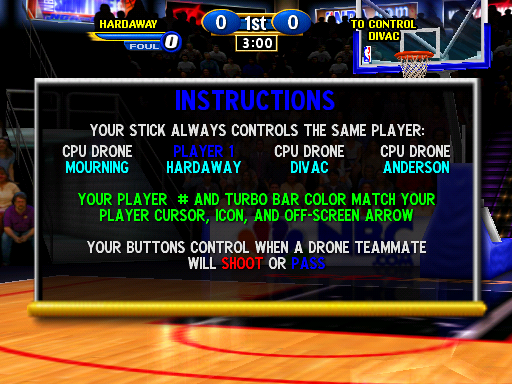 HARDAWAY
FOUL 0
0 1st 0
3:00
TO CONTROL
DIVAC
INSTRUCTIONS
YOUR STICK ALWAYS CONTROLS THE SAME PLAYER:
CPU DRONE PLAYER 1 CPU DRONE CPU DRONE
MOURNING HARDAWAY DIVAC ANDERSON
YOUR PLAYER # AND TURBO BAR COLOR MATCH YOUR
PLAYER CURSOR, ICON, AND OFF-SCREEN ARROW
NBC
YOUR BUTTONS CONTROL WHEN A DRONE TEAMMATE
WILL SHOOT OR PASS